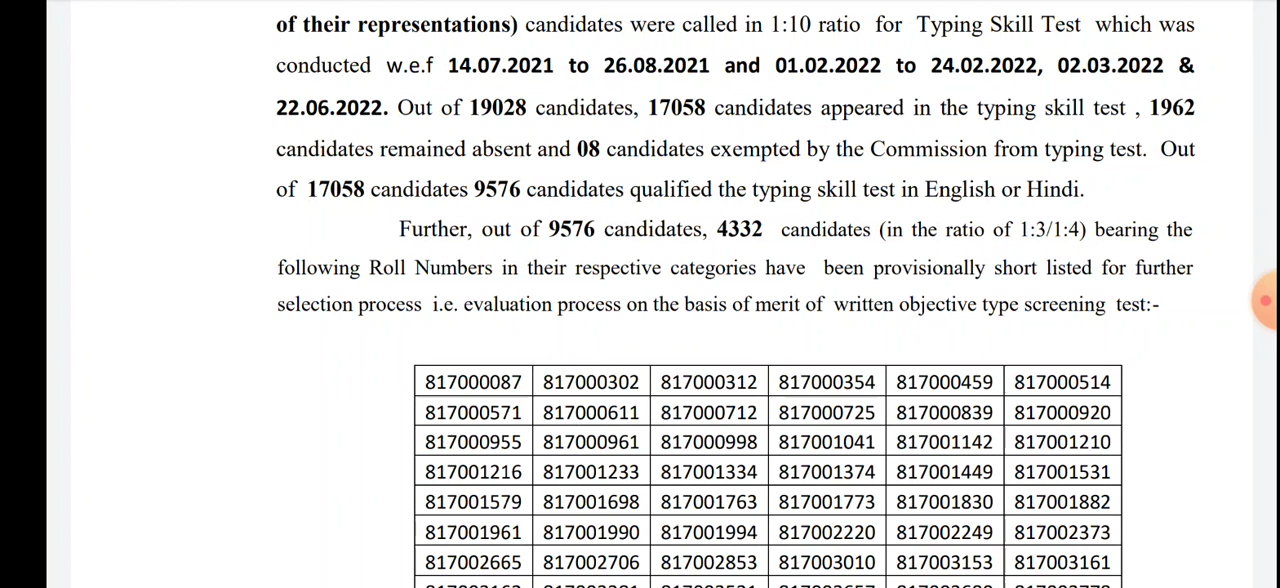 of their representations) candidates were called in 1:10 ratio for Typing Skill Test which was
conducted w.e.f 14.07.2021 to 26.08.2021 and 01.02.2022 to 24.02.2022, 02.03.2022 &
22.06.2022. Out of 19028 candidates, 17058 candidates appeared in the typing skill test , 1962
candidates remained absent and 08 candidates exempted by the Commission from typing test. Out
of 17058 candidates 9576 candidates qualified the typing skill test in English or Hindi.
Further, out of 9576 candidates, 4332 candidates (in the ratio of 1:3/1:4) bearing the
following Roll Numbers in their respective categories have been provisionally short listed for further
selection process i.e. evaluation process on the basis of merit of written objective type screening test:-
817000087 817000302 817000312 817000354 817000459 817000514
817000571 817000611 817000712 817000725 817000839 817000920
817000955 817000961 817000998 817001041 817001142 817001210
817001216 817001233 817001334 817001374 817001449 817001531
817001579 817001698 817001763 817001773 817001830 817001882
817001961 817001990 817001994 817002220 817002249 817002373
817002665 817002706 817002853 817003010 817003153 817003161